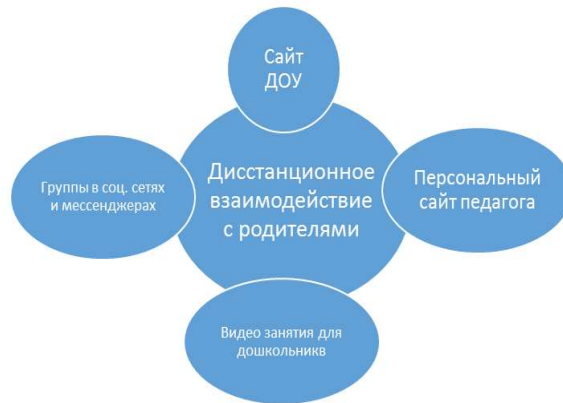 Сайт
ДОУ
Группы в соц. сетях
и мессенджерах
Дисстанционное
взаимодействие
с родителями
Персональный
сайт педагога
Видео занятия для
дошкольникв